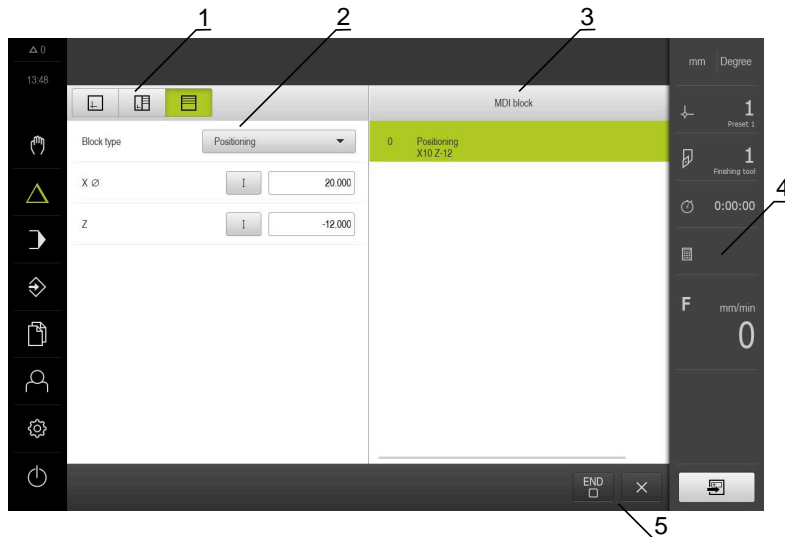 1
2
3
0
13:48
mm Degree
MDI block
1
Preset 1
Block type
Positioning
0 Positioning
X10 Z-12
1
Finishing tool
X Ø
I
20.000
4
0:00:00
Z
I
-12.000
F mm/min
0
END
5